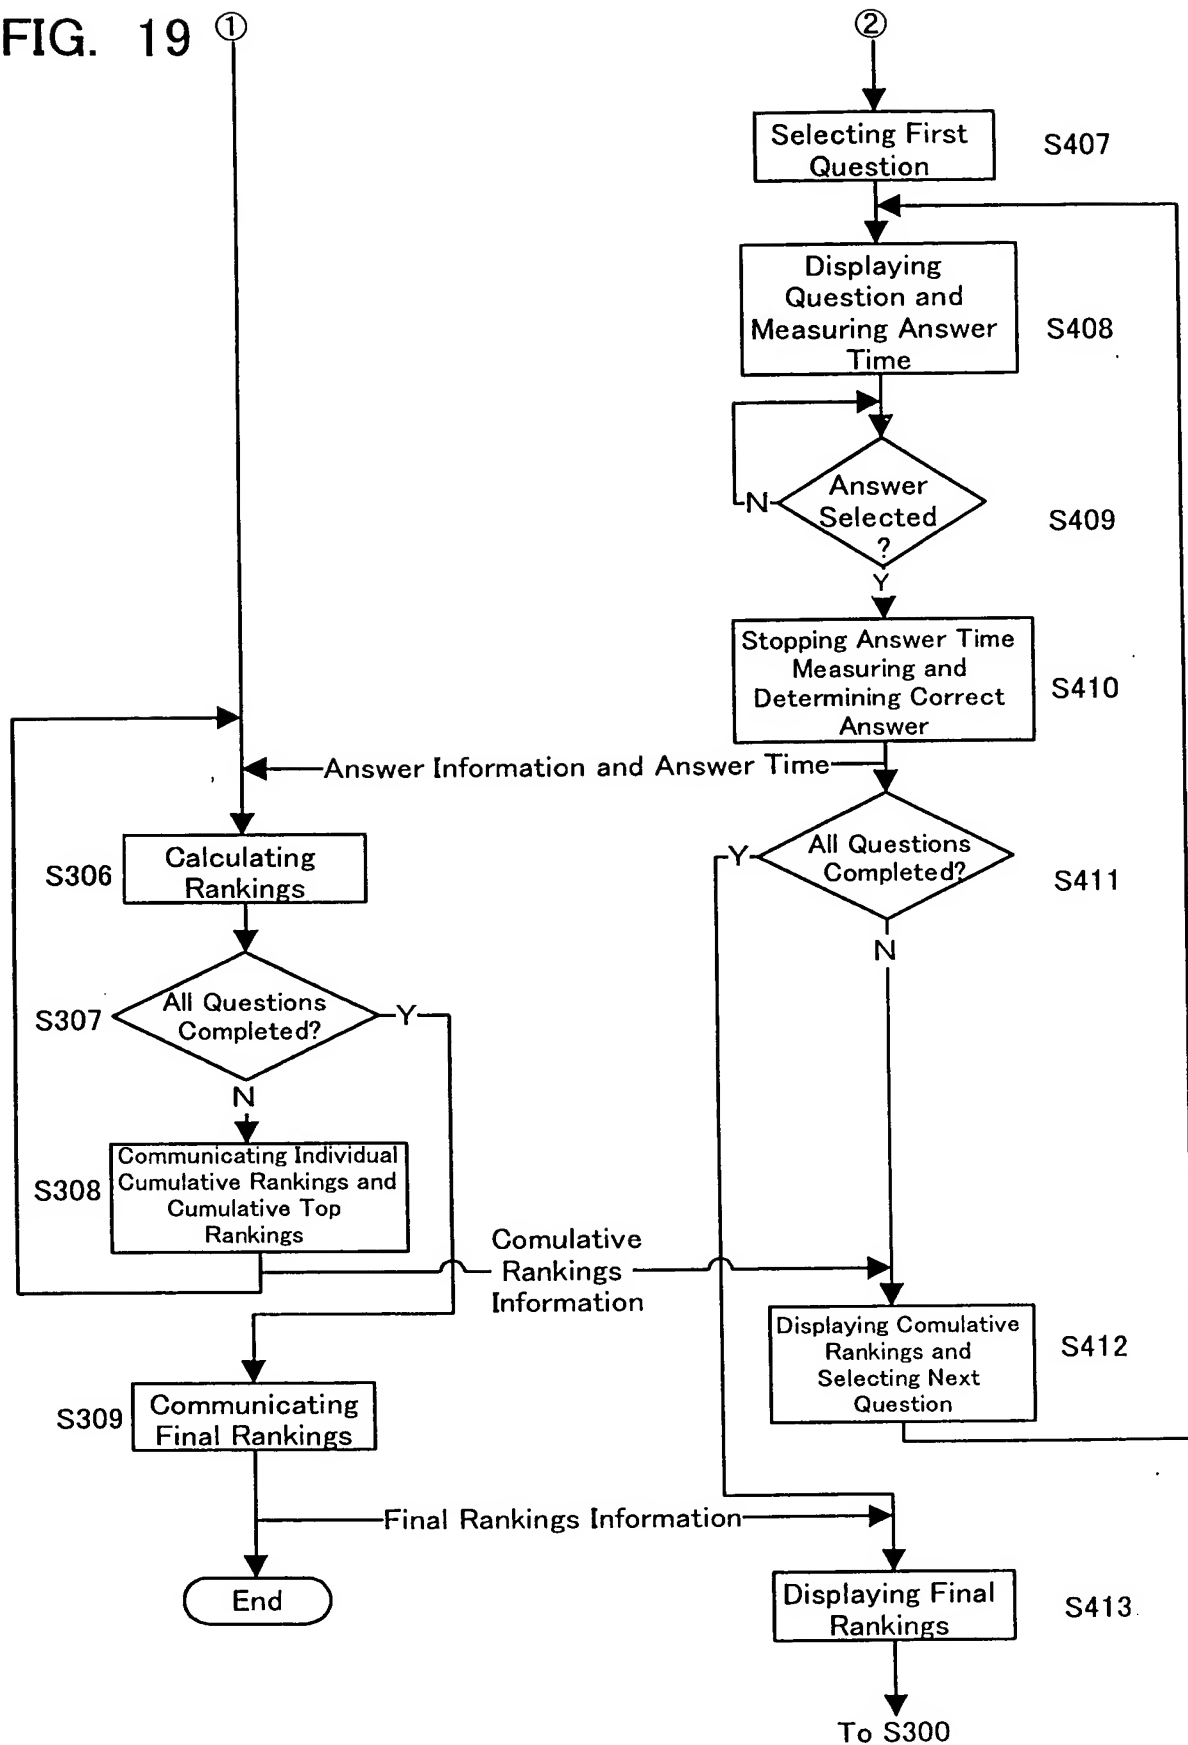 FIG. 19
①
②
Selecting First
Question
S407
Displaying
Question and
Measuring Answer
Time
S408
N
Answer
Selected
?
S409
Y
Stopping Answer Time
Measuring and
Determining Correct
Answer
S410
Answer Information and Answer Time
S306
Calculating
Rankings
Y
All Questions
Completed?
S411
N
S307
All Questions
Completed?
Y
N
S308
Communicating Individual
Cumulative Rankings and
Cumulative Top
Rankings
Comulative
Rankings
Information
Displaying Comulative
Rankings and
Selecting Next
Question
S412
S309
Communicating
Final Rankings
Final Rankings Information
End
Displaying Final
Rankings
S413
To S300